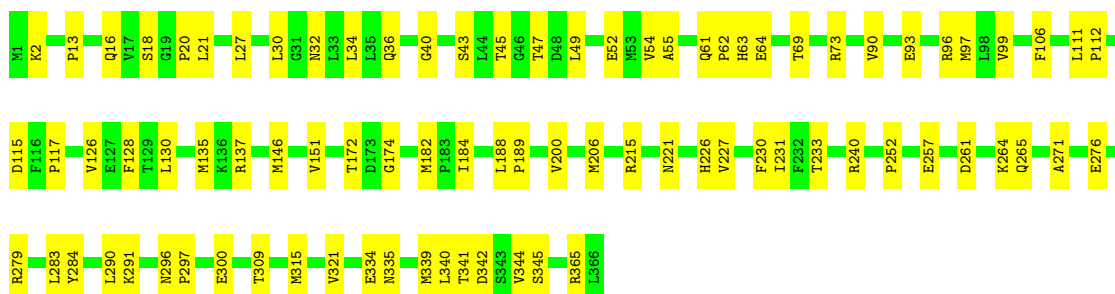 M1 K2 P13 Q16 V17 S18 G19 P20 L21 L27 L30 G31 N32 L33 L34 L35 Q36 G40 S43 L44 T45 G46 T47 D48 L49 E52 M53 V54 A55 Q61 P62 H63 E64 T69 R73 V90 E93 R96 M97 L98 V99 F106 L111 P112
D115 F116 P117 V126 E127 F128 T129 L130 M135 K136 R137 M146 V151 T172 D173 G174 M182 P183 I184 L188 P189 V200 M206 R215 N221 H226 V227 F230 I231 F232 T233 R240 P252 E257 D261 K264 Q265 A271 E276
R279 L283 Y284 L290 K291 N296 P297 E300 T309 M315 V321 E334 N335 M339 L340 T341 D342 S343 V344 S345 R365 L366